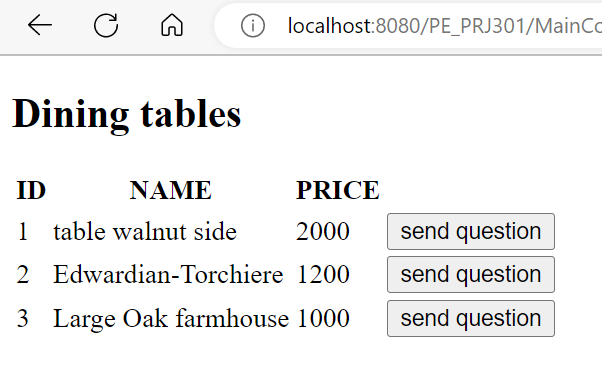 localhost:8080/PE_PRJ301/MainCo
Dining tables
ID NAME PRICE
1 table walnut side 2000 send question
2 Edwardian-Torchiere 1200 send question
3 Large Oak farmhouse 1000 send question